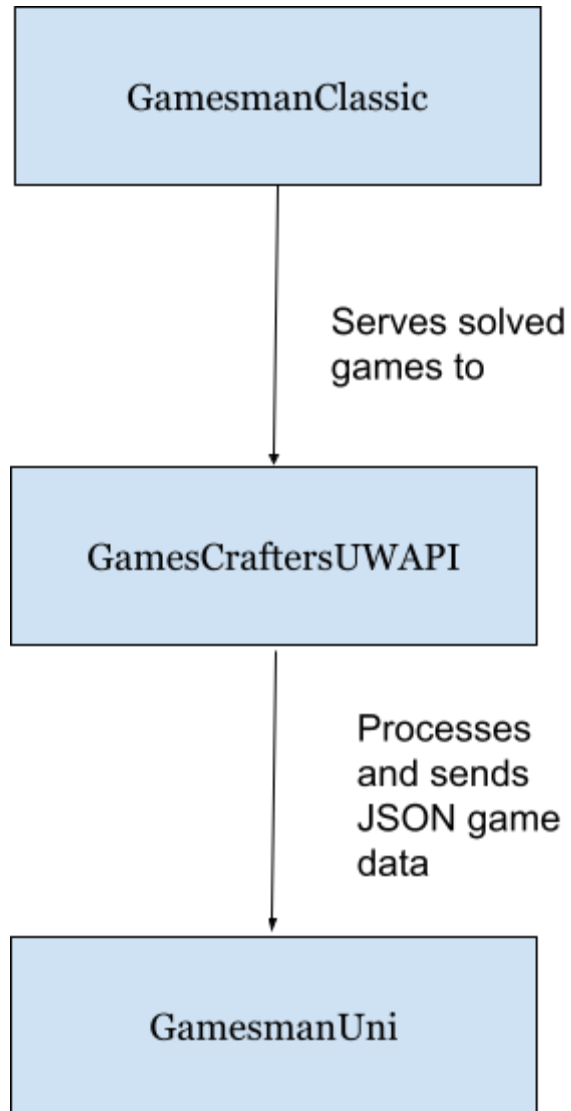 GamesmanClassic
Serves solved
games to
GamesCraftersUWAPI
Processes
and sends
JSON game
data
GamesmanUni